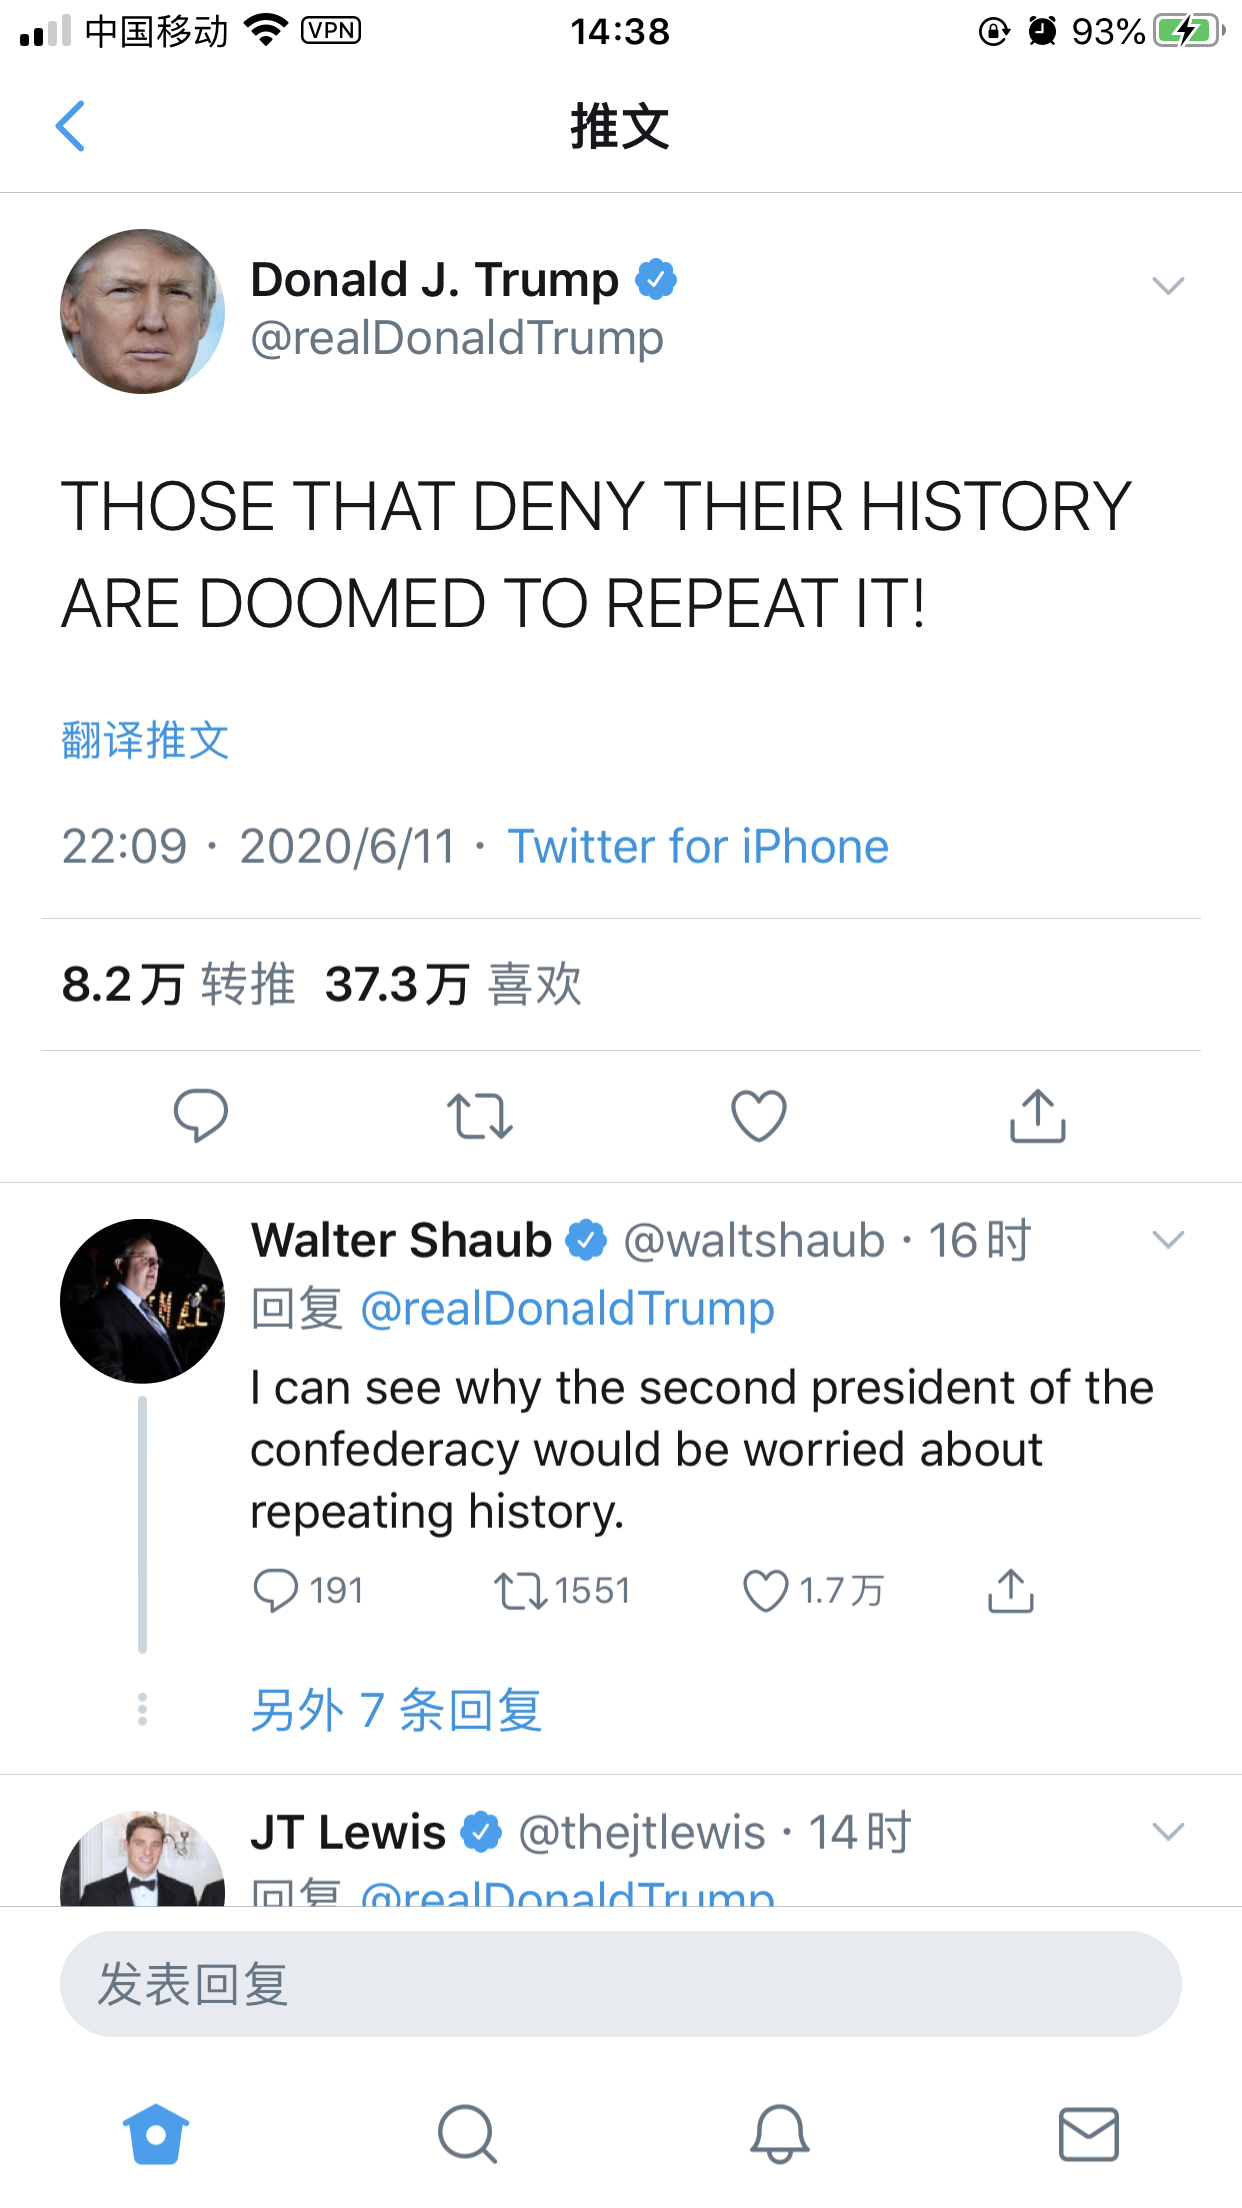 中国移动 VPN 14:38 93%
推文
Donald J. Trump
@realDonaldTrump
THOSE THAT DENY THEIR HISTORY
ARE DOOMED TO REPEAT IT!
翻译推文
22:09 · 2020/6/11 · Twitter for iPhone
8.2万 转推 37.3万 喜欢
Walter Shaub @waltshaub · 16时
回复 @realDonaldTrump
I can see why the second president of the
confederacy would be worried about
repeating history.
191 1551 1.7万
另外 7 条回复
JT Lewis @thejtlewis · 14时
回复 @realDonaldTrump
发表回复